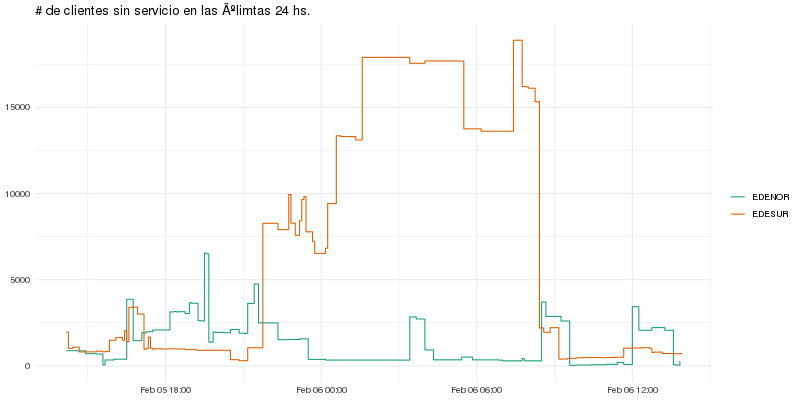 # de clientes sin servicio en las Ãºlimtas 24 hs.
15000
10000
5000
0
Feb 05 18:00
Feb 06 00:00
Feb 06 06:00
Feb 06 12:00
EDENOR
EDESUR